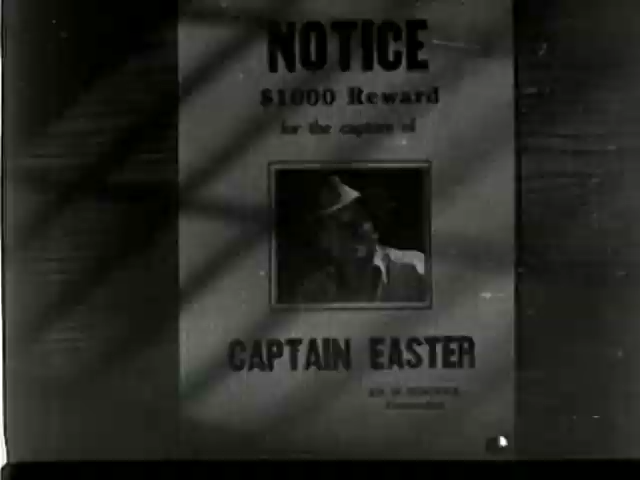 NOTICE
$1000 Reward
for the capture of
CAPTAIN EASTER